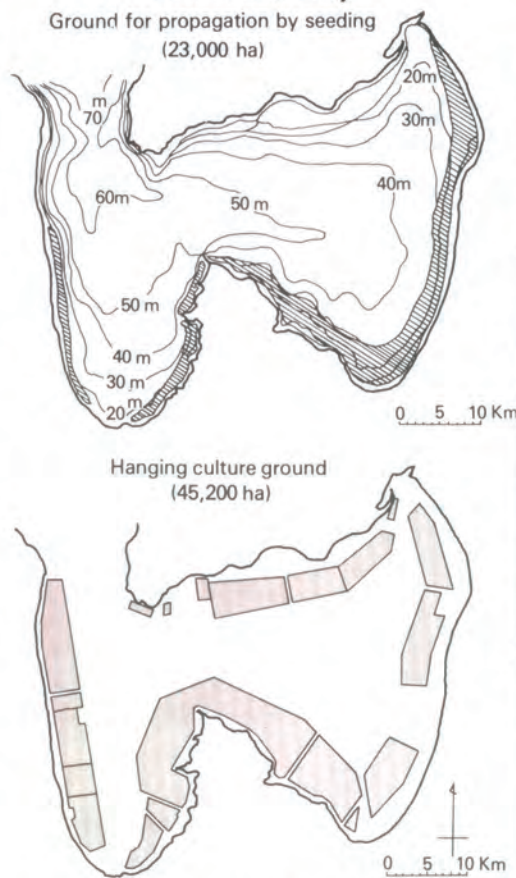 Ground for propagation by seeding
(23,000 ha)
m
70
20m
30m
40m
60m
50 m
50 m
40 m
30 m
m
20
0 5 10 Km
Hanging culture ground
(45,200 ha)
0 5 10 Km